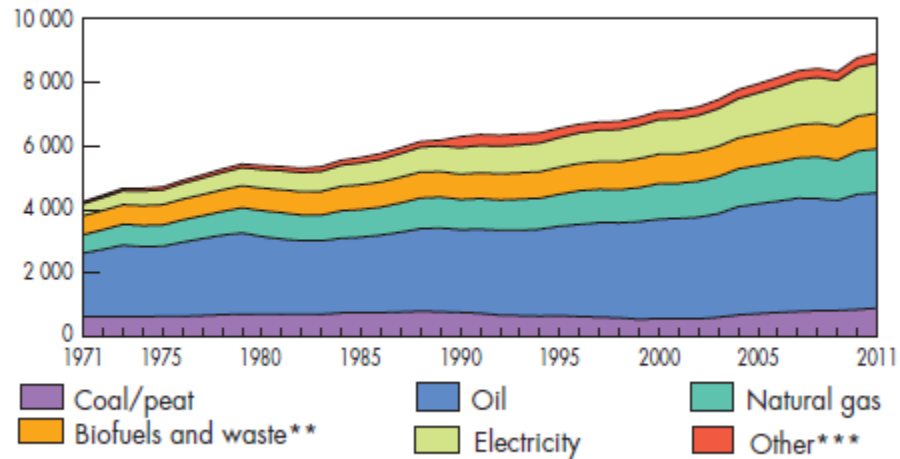 10 000
8 000
6 000
4 000
2 000
0
1971 1975 1980 1985 1990 1995 2000 2005 2011
Coal/peat Oil Natural gas
Biofuels and waste** Electricity Other***